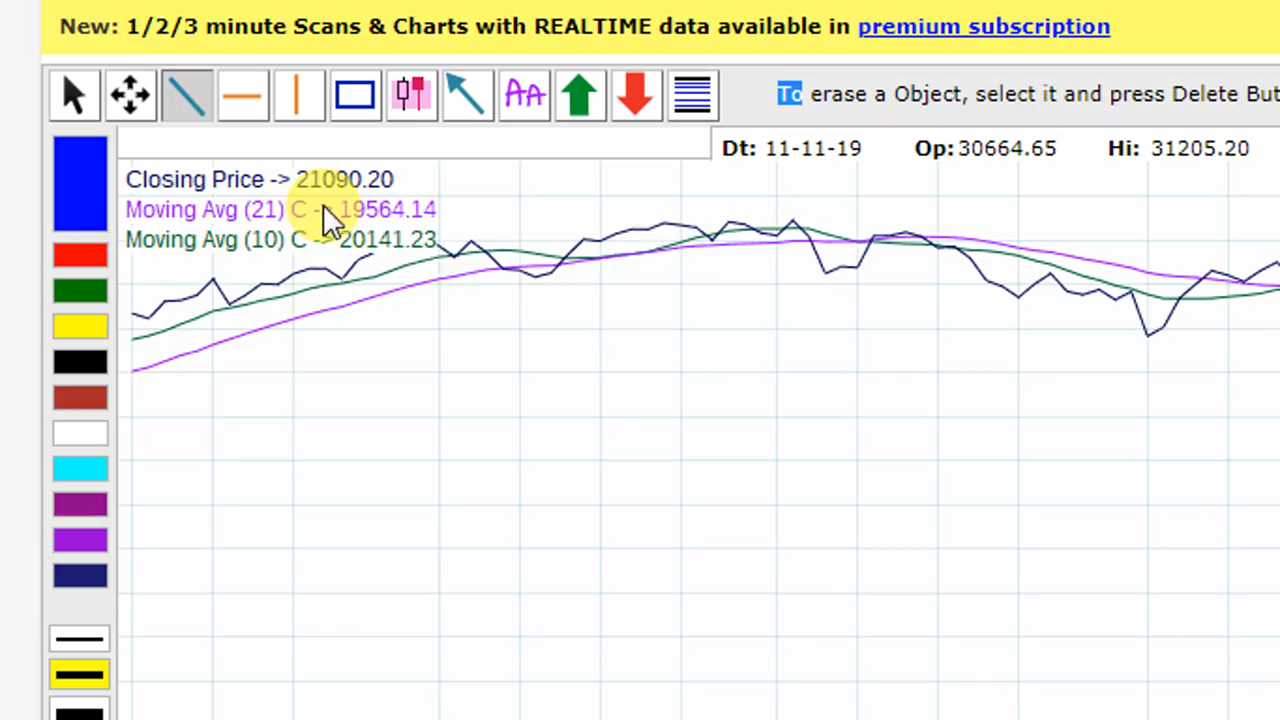 New: 1/2/3 minute Scans & Charts with REALTIME data available in premium subscription
AA
To erase a Object, select it and press Delete But
Dt: 11-11-19 Op:30664.65 Hi: 31205.20
Closing Price -> 21090.20
Moving Avg (21) C -> 19564.14
Moving Avg (10) C -> 20141.23